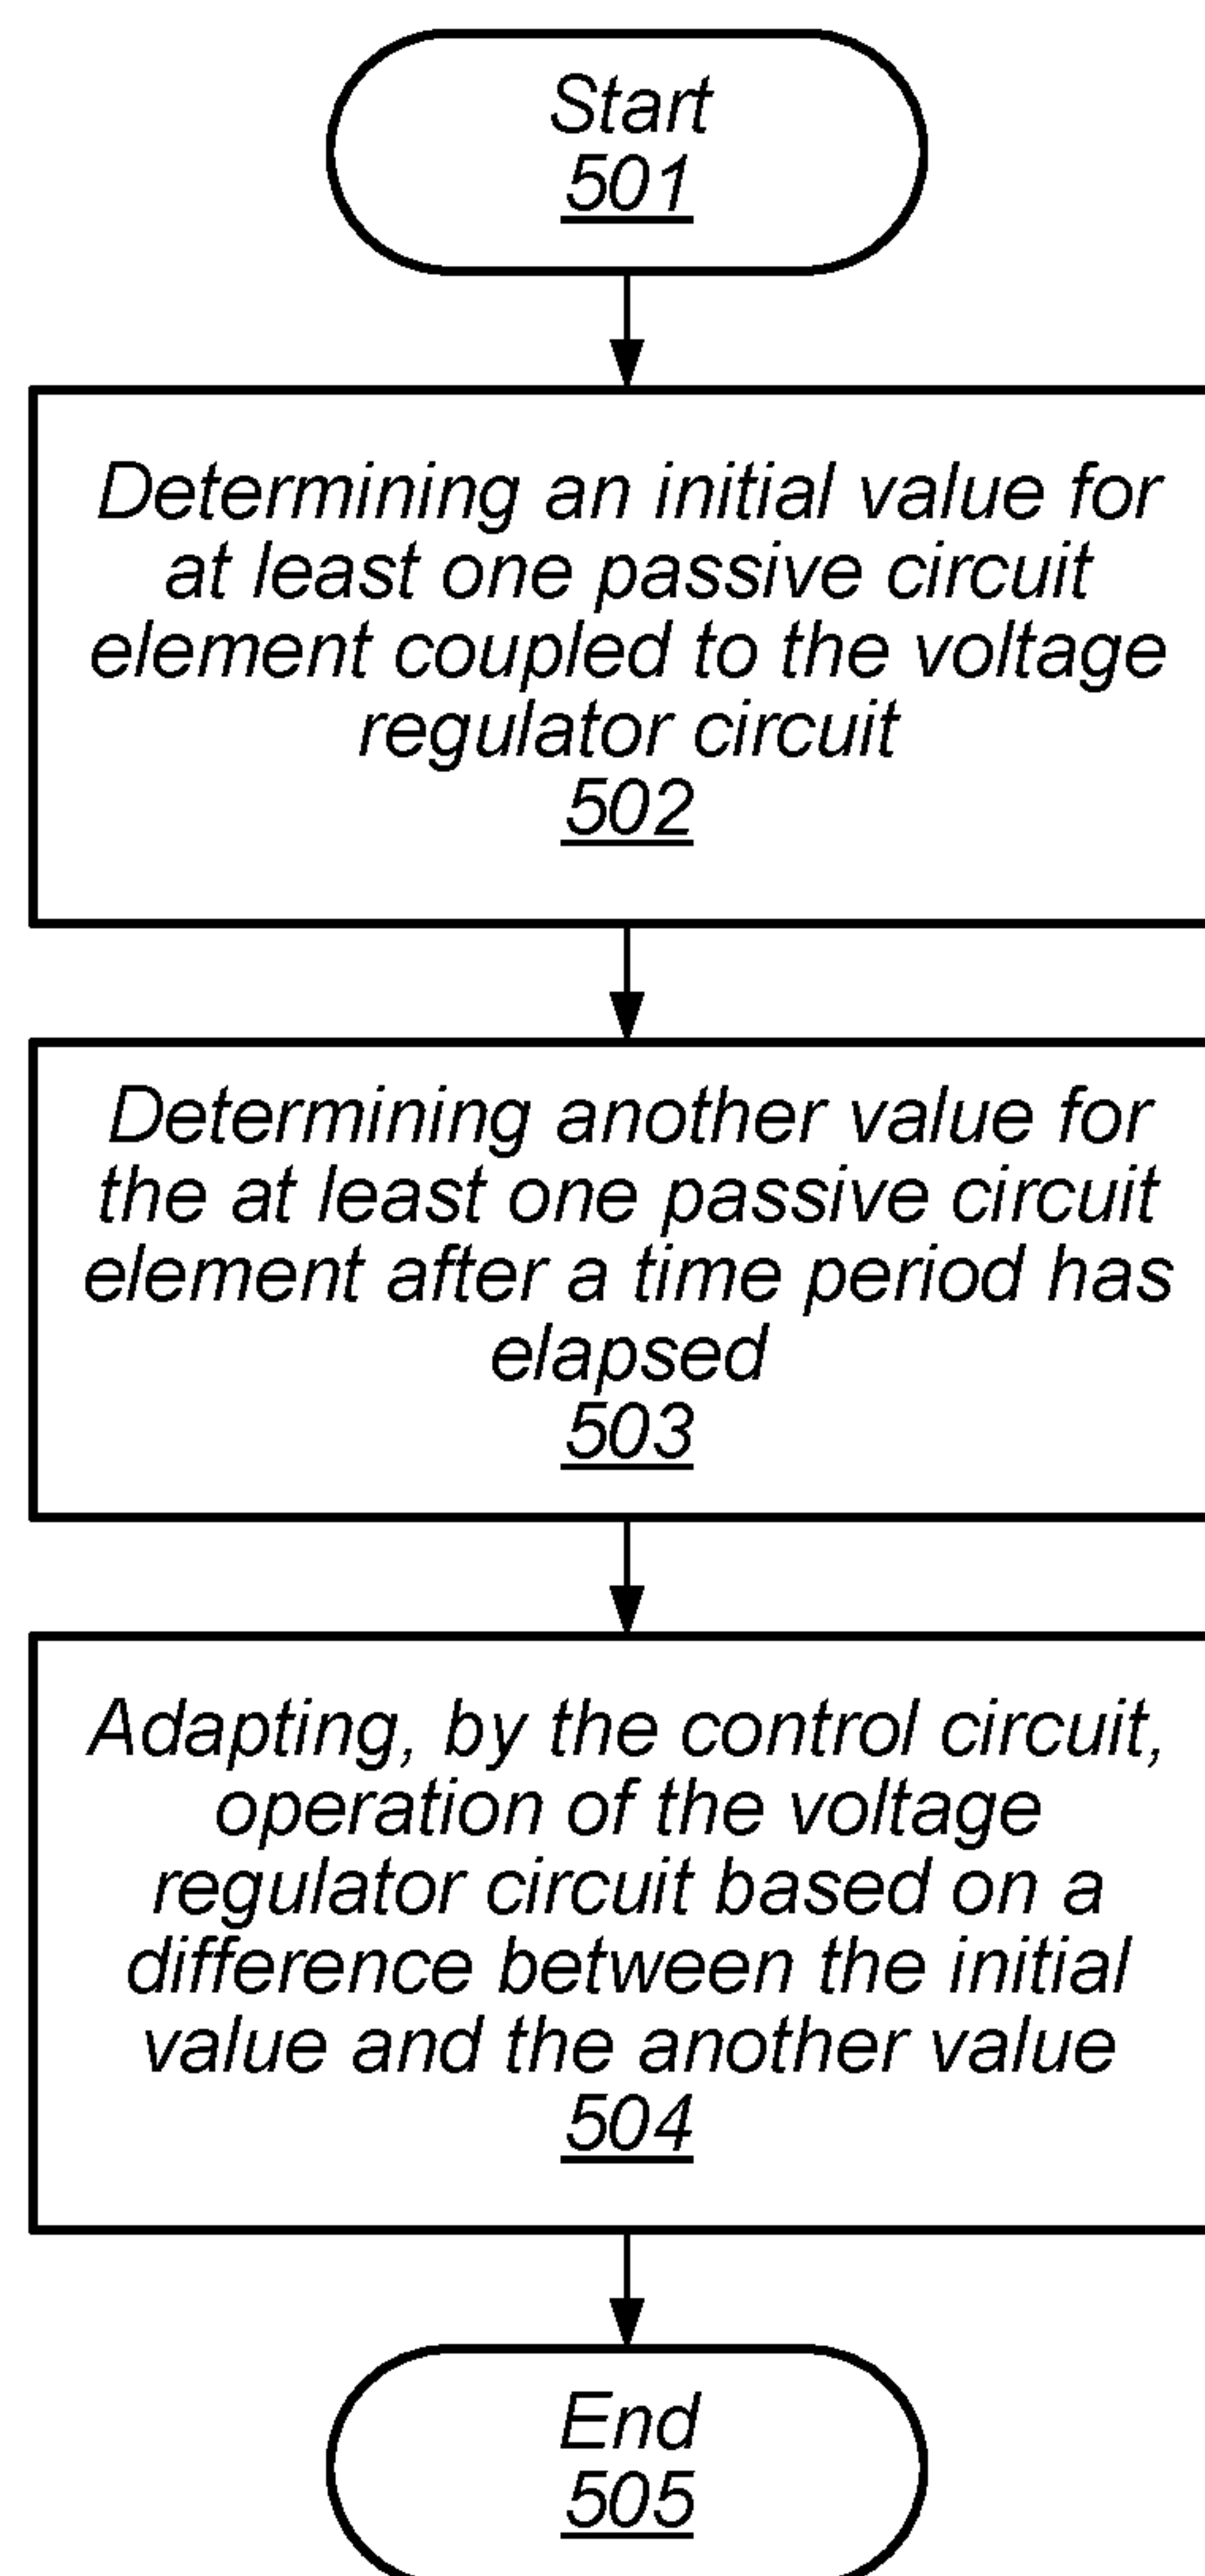 Start
501
Determining an initial value for
at least one passive circuit
element coupled to the voltage
regulator circuit
502
Determining another value for
the at least one passive circuit
element after a time period has
elapsed
503
Adapting, by the control circuit,
operation of the voltage
regulator circuit based on a
difference between the initial
value and the another value
504
End
505